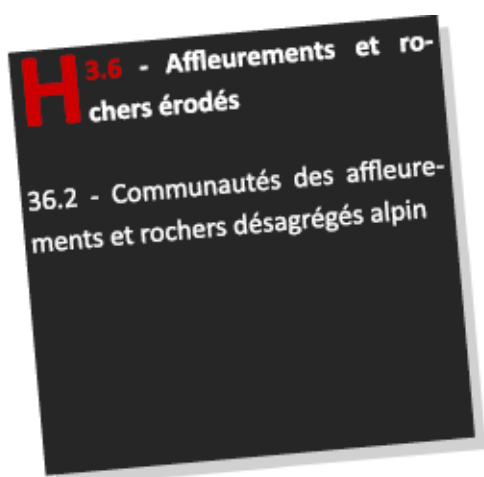 H3.6 - Affleurements et ro-
chers érodés
36.2 - Communautés des affleure-
ments et rochers désagrégés alpin